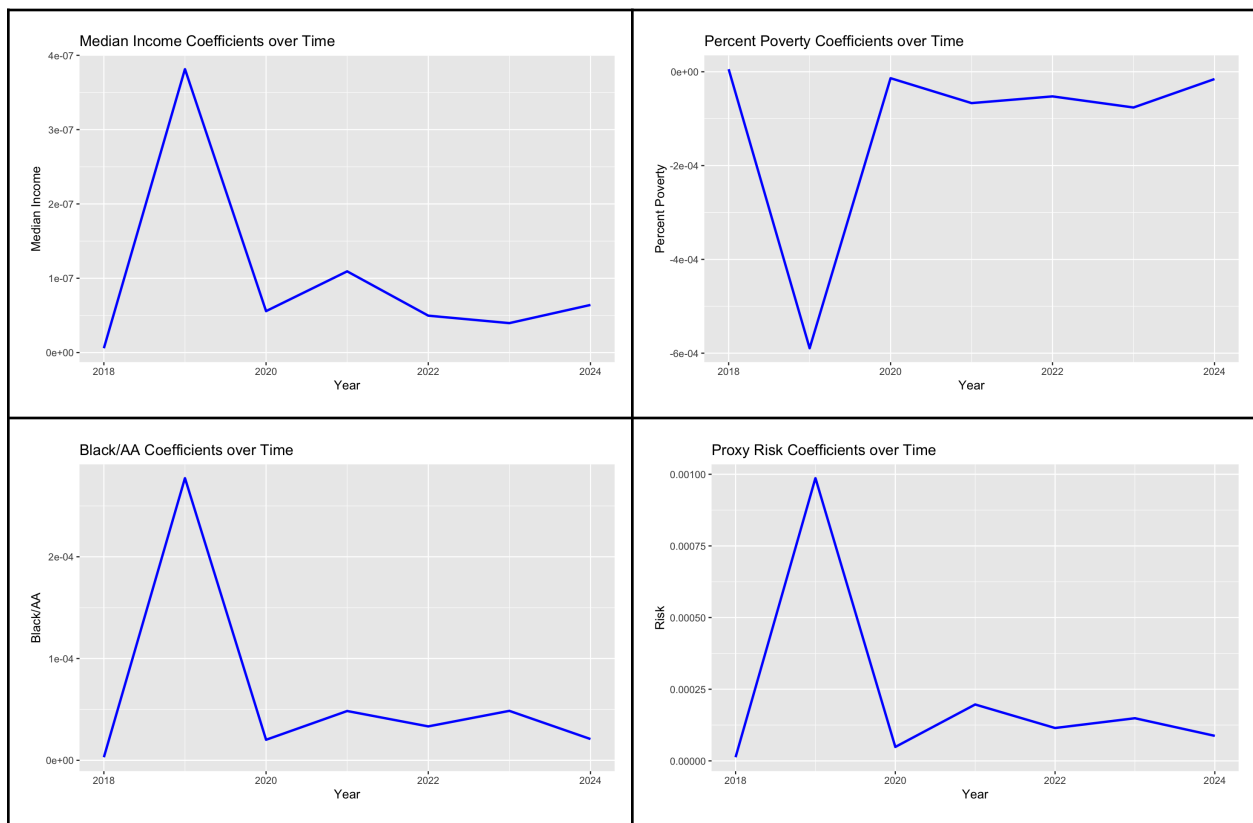 Median Income Coefficients over Time
4e-07
3e-07
2e-07
1e-07
0e+00
Median Income
2018
2020
2022
2024
Year
Percent Poverty Coefficients over Time
0e+00
-2e-04
-4e-04
-6e-04
Percent Poverty
2018
2020
2022
2024
Year
Black/AA Coefficients over Time
2e-04
1e-04
0e+00
Black/AA
2018
2020
2022
2024
Year
Proxy Risk Coefficients over Time
0.00100
0.00075
0.00050
0.00025
0.00000
Risk
2018
2020
2022
2024
Year